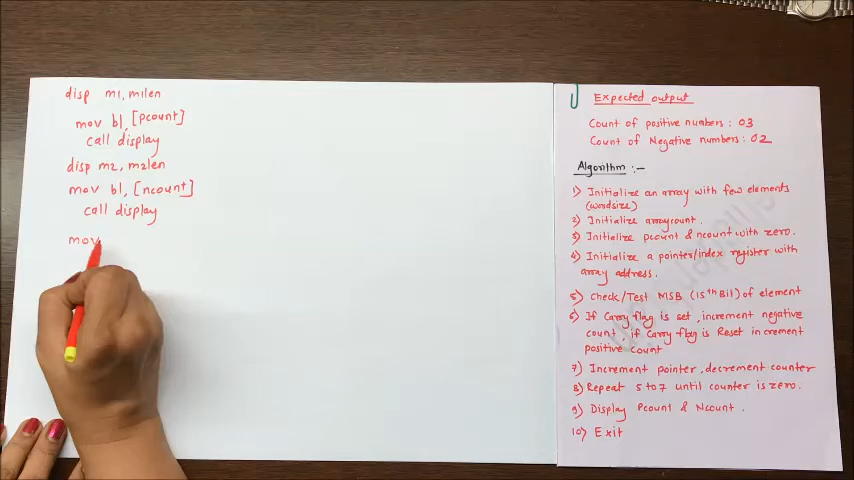 disp m1, m1len
mov bl, [pcount]
call display
disp m2, m2len
mov bl, [ncount]
call display
mov
Expected output
Count of positive numbers : 03
Count of Negative numbers : 02
Algorithm :-
1) Initialize an array with few elements
(wordsize)
2) Initialize arraycount.
3) Initialize pcount & ncount with zero.
4) Initialize a pointer/index register with
array address.
5) Check/Test MSB (15th Bit) of element
6) If Carry flag is set, increment negative
count. if Carry flag is Reset increment
positive count
7) Increment pointer, decrement counter
8) Repeat 5 to 7 until counter is zero.
9) Display Pcount & Ncount.
10) Exit